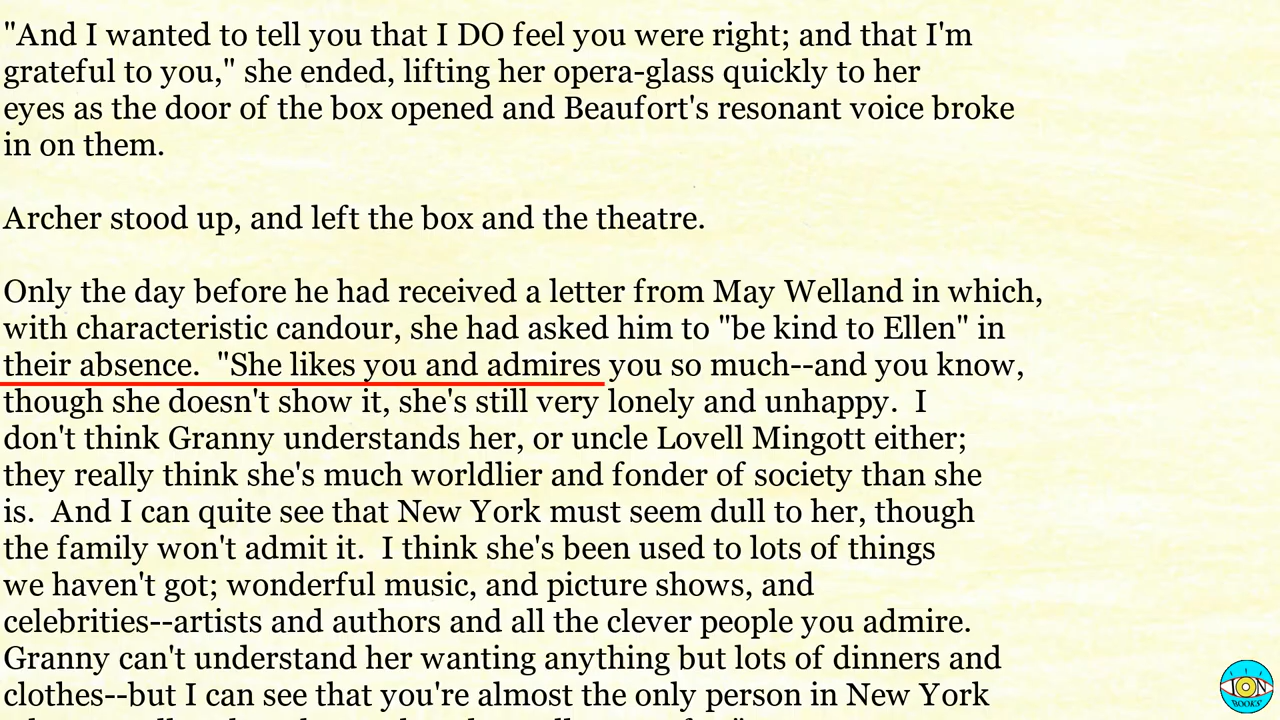 "And I wanted to tell you that I DO feel you were right; and that I'm
grateful to you," she ended, lifting her opera-glass quickly to her
eyes as the door of the box opened and Beaufort's resonant voice broke
in on them.
Archer stood up, and left the box and the theatre.
Only the day before he had received a letter from May Welland in which,
with characteristic candour, she had asked him to "be kind to Ellen" in
their absence.  "She likes you and admires you so much--and you know,
though she doesn't show it, she's still very lonely and unhappy.  I
don't think Granny understands her, or uncle Lovell Mingott either;
they really think she's much worldlier and fonder of society than she
is.  And I can quite see that New York must seem dull to her, though
the family won't admit it.  I think she's been used to lots of things
we haven't got; wonderful music, and picture shows, and
celebrities--artists and authors and all the clever people you admire.
Granny can't understand her wanting anything but lots of dinners and
clothes--but I can see that you're almost the only person in New York
ION
BOOKS